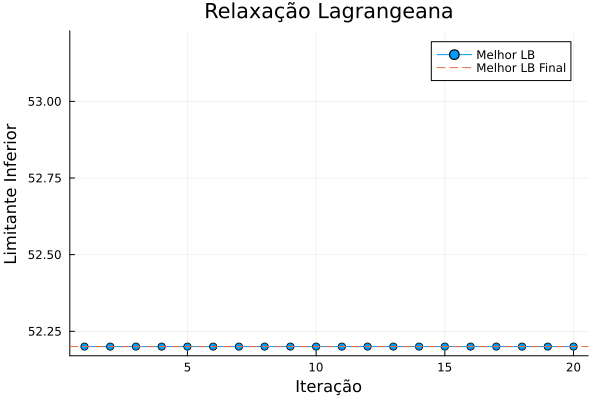 Relaxação Lagrangeana
Melhor LB
Melhor LB Final
Limitante Inferior
53.00
52.75
52.50
52.25
5
10
15
20
Iteração